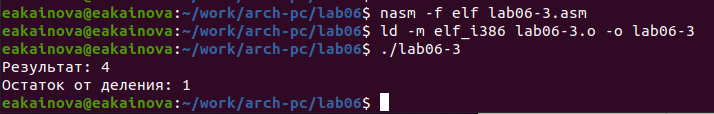 eakainova@eakainova:~/work/arch-pc/lab06$ nasm -f elf lab06-3.asm
eakainova@eakainova:~/work/arch-pc/lab06$ ld -m elf_i386 lab06-3.o -o lab06-3
eakainova@eakainova:~/work/arch-pc/lab06$ ./lab06-3
Результат: 4
Остаток от деления: 1
eakainova@eakainova:~/work/arch-pc/lab06$